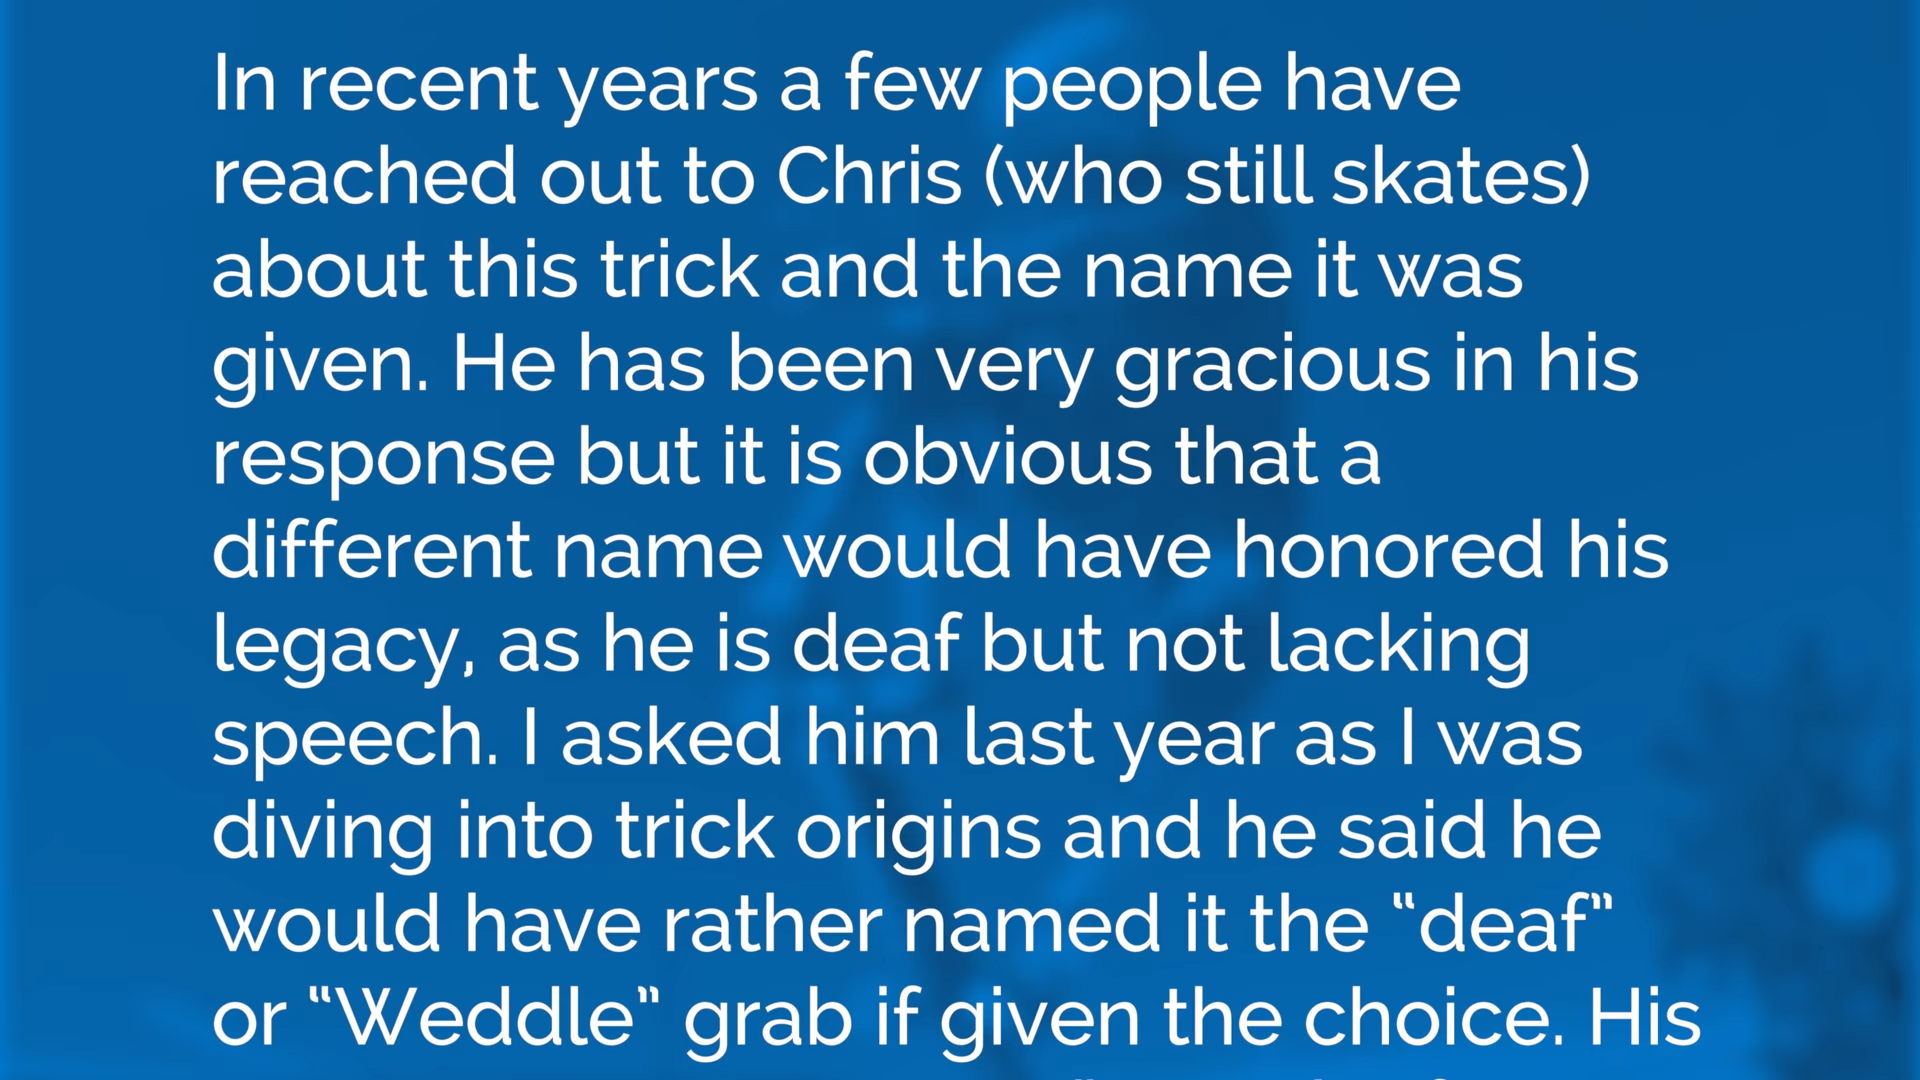 In recent years a few people have
reached out to Chris (who still skates)
about this trick and the name it was
given. He has been very gracious in his
response but it is obvious that a
different name would have honored his
legacy, as he is deaf but not lacking
speech. I asked him last year as I was
diving into trick origins and he said he
would have rather named it the “deaf”
or “Weddle” grab if given the choice. His